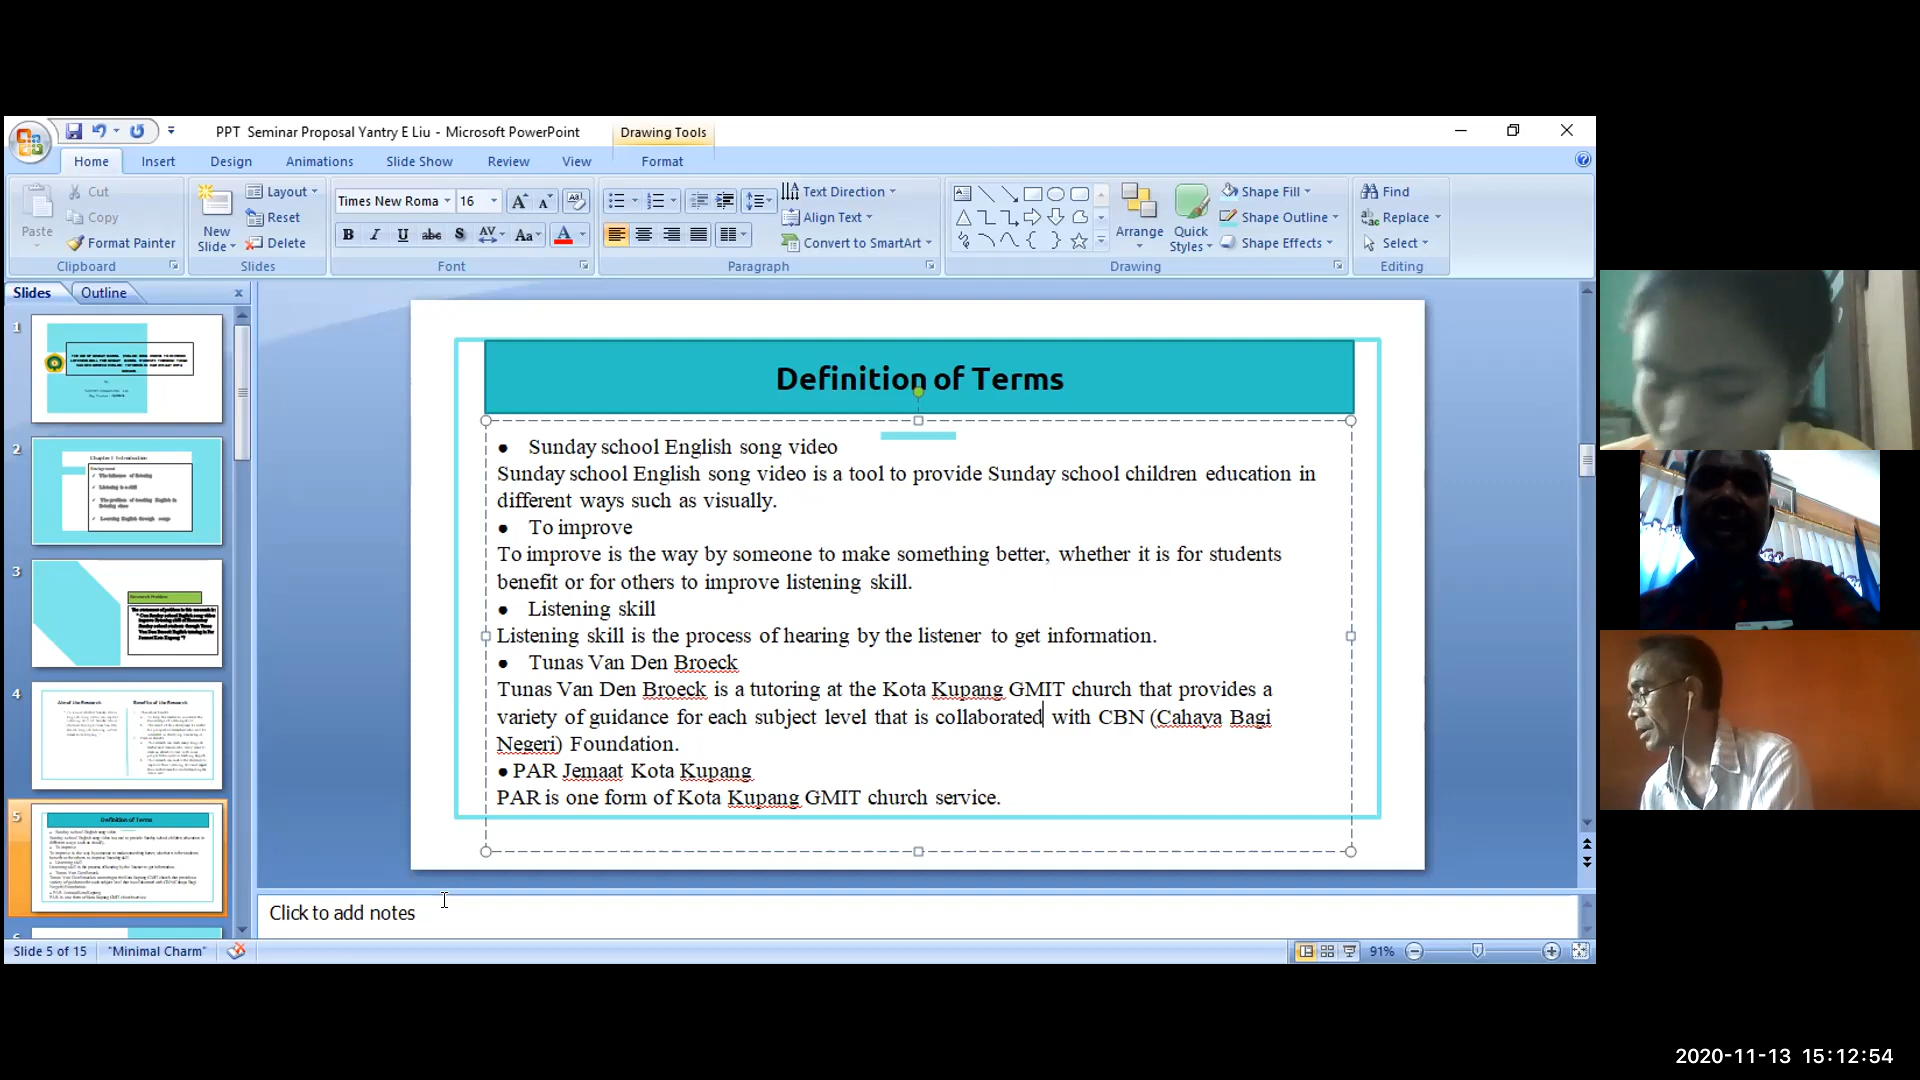 PPT Seminar Proposal Yantry E Liu - Microsoft PowerPoint
Drawing Tools
Home Insert Design Animations Slide Show Review View Format
Paste
Cut
Copy
Format Painter
Clipboard
New Slide
Layout
Reset
Delete
Slides
Times New Roma 16
Font
Text Direction
Align Text
Convert to SmartArt
Paragraph
Arrange
Quick Styles
Shape Fill
Shape Outline
Shape Effects
Drawing
Find
Replace
Select
Editing
Slides Outline
1
2
Chapter I Introduction
3
4
5
Definition of Terms
Definition of Terms
● Sunday school English song video
Sunday school English song video is a tool to provide Sunday school children education in
different ways such as visually.
● To improve
To improve is the way by someone to make something better, whether it is for students
benefit or for others to improve listening skill.
● Listening skill
Listening skill is the process of hearing by the listener to get information.
● Tunas Van Den Broeck
Tunas Van Den Broeck is a tutoring at the Kota Kupang GMIT church that provides a
variety of guidance for each subject level that is collaborated with CBN (Cahaya Bagi
Negeri) Foundation.
● PAR Jemaat Kota Kupang
PAR is one form of Kota Kupang GMIT church service.
Click to add notes
Slide 5 of 15 "Minimal Charm" 91%
2020-11-13 15:12:54